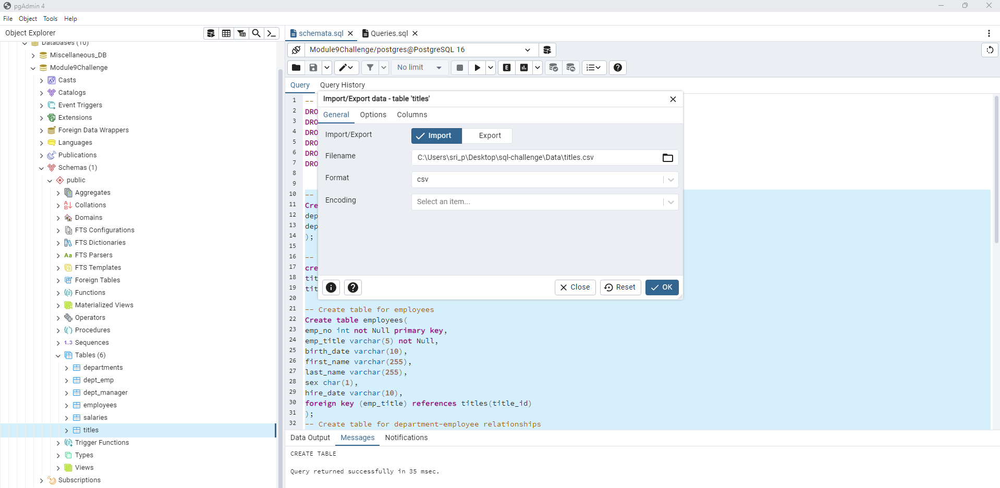 pgAdmin 4
File Object Tools Help
Object Explorer
Databases (10)
Miscellaneous_DB
Module9Challenge
Casts
Catalogs
Event Triggers
Extensions
Foreign Data Wrappers
Languages
Publications
Schemas (1)
public
Aggregates
Collations
Domains
FTS Configurations
FTS Dictionaries
Aa FTS Parsers
FTS Templates
Foreign Tables
Functions
Materialized Views
Operators
Procedures
1..3 Sequences
Tables (6)
departments
dept_emp
dept_manager
employees
salaries
titles
Trigger Functions
Types
Views
Subscriptions
schemata.sql Queries.sql
Module9Challenge/postgres@PostgreSQL 16
No limit E
Query Query History
1 --
2 DRO
3 DRO
4 DRO
5 DRO
6 DRO
7 DRO
8
9
10 --
11 Cre
12 dep
13 dep
14 );
15
16 --
17 cre
18 tit
19 tit
20
21 -- Create table for employees
22 Create table employees(
23 emp_no int not Null primary key,
24 emp_title varchar(5) not Null,
25 birth_date varchar(10),
26 first_name varchar(255),
27 last_name varchar(255),
28 sex char(1),
29 hire_date varchar(10),
30 foreign key (emp_title) references titles(title_id)
31 );
32 -- Create table for department-employee relationships
Import/Export data - table 'titles'
General Options Columns
Import/Export Import Export
Filename C:\Users\sri_p\Desktop\sql-challenge\Data\titles.csv
Format csv
Encoding Select an item...
Close Reset OK
Data Output Messages Notifications
CREATE TABLE
Query returned successfully in 35 msec.